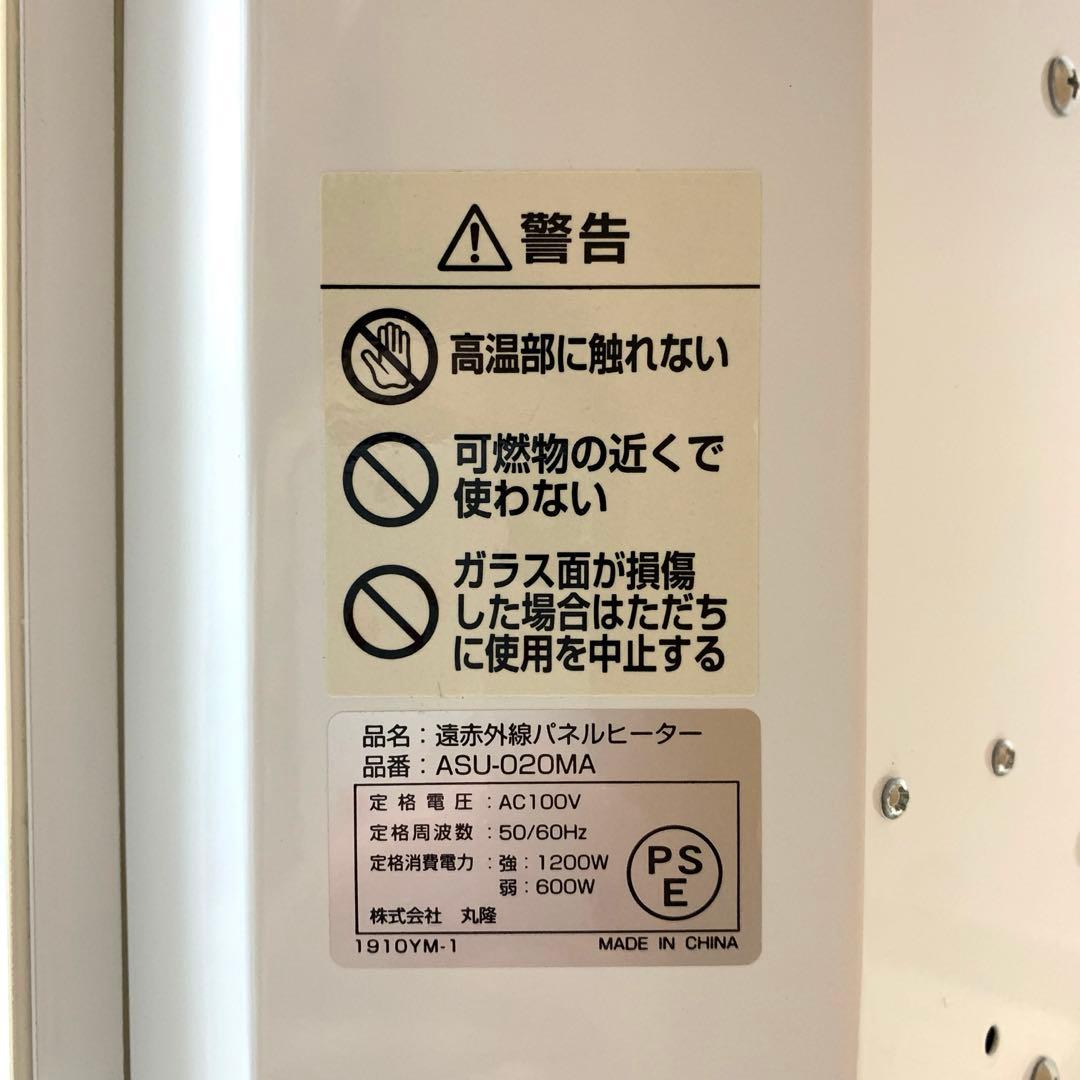 警告
高温部に触れない
可燃物の近くで
使わない
ガラス面が損傷
した場合はただち
に使用を中止する
品名：遠赤外線パネルヒーター
品番：ASU-020MA
定格電圧：AC100V
定格周波数：50/60Hz
定格消費電力：強：1200W
弱：600W
PS
E
株式会社 丸隆
1910YM-1 MADE IN CHINA